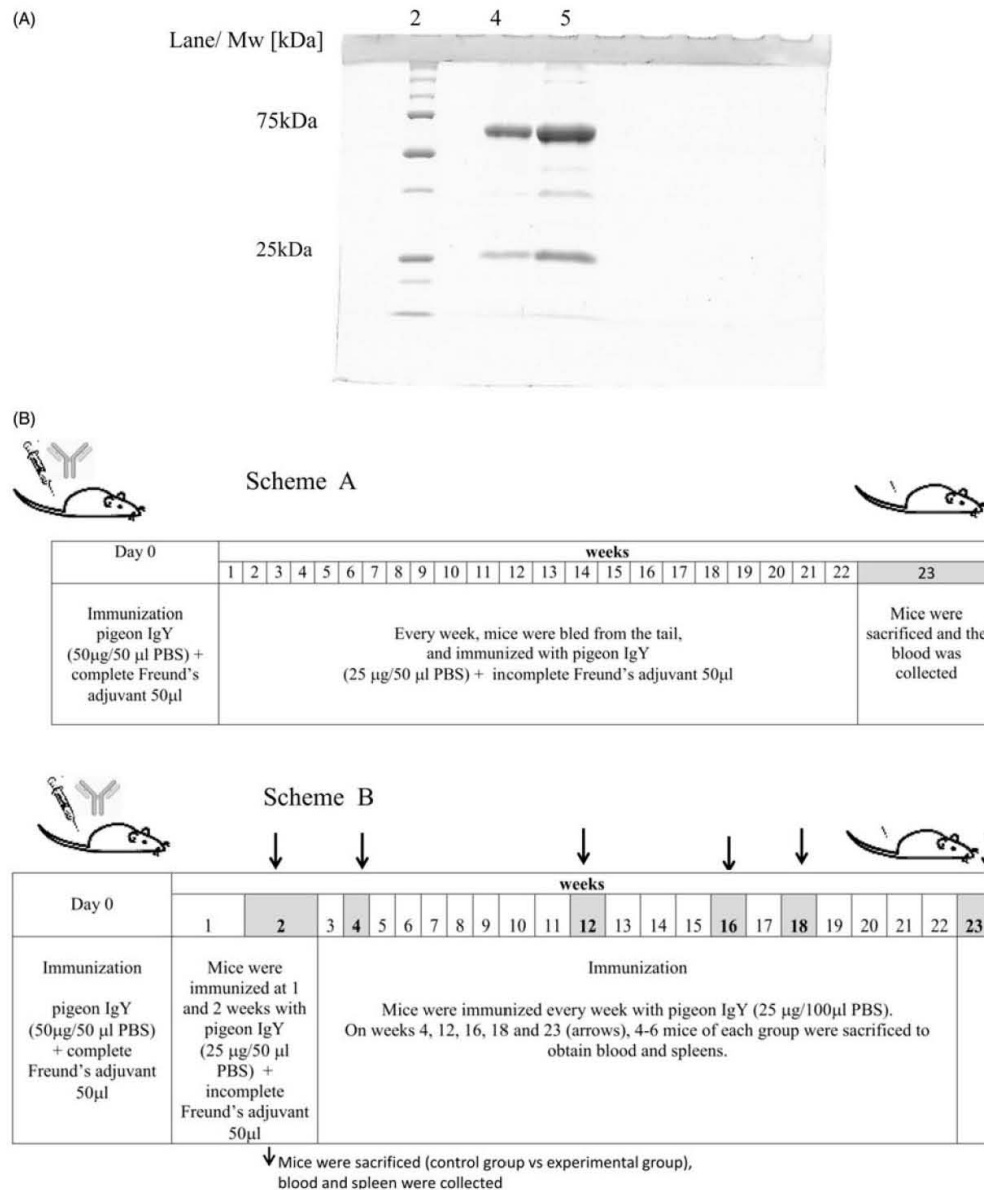 (A)
2 4 5
Lane/ Mw [kDa]
75kDa
25kDa
(B)
Scheme A
Day 0
weeks
1 2 3 4 5 6 7 8 9 10 11 12 13 14 15 16 17 18 19 20 21 22 23
Immunization
pigeon IgY
(50µg/50 µl PBS) +
complete Freund's
adjuvant 50µl
Every week, mice were bled from the tail,
and immunized with pigeon IgY
(25 µg/50 µl PBS) + incomplete Freund's adjuvant 50µl
Mice were
sacrificed and the
blood was
collected
Scheme B
Day 0
weeks
1 2 3 4 5 6 7 8 9 10 11 12 13 14 15 16 17 18 19 20 21 22 23
Immunization
pigeon IgY
(50µg/50 µl PBS)
+ complete
Freund's adjuvant
50µl
Mice were
immunized at 1
and 2 weeks with
pigeon IgY
(25 µg/50 µl
PBS) +
incomplete
Freund's adjuvant
50µl
Immunization
Mice were immunized every week with pigeon IgY (25 µg/100µl PBS).
On weeks 4, 12, 16, 18 and 23 (arrows), 4-6 mice of each group were sacrificed to
obtain blood and spleens.
Mice were sacrificed (control group vs experimental group),
blood and spleen were collected